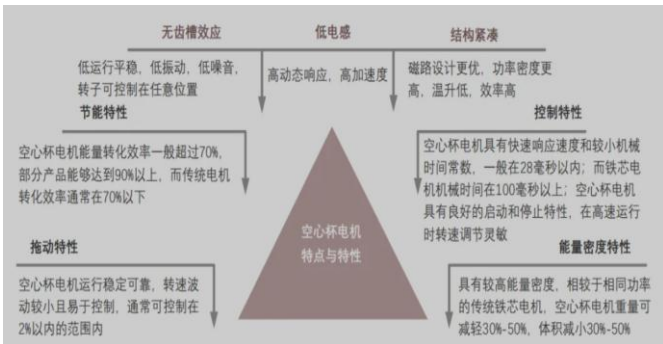 无齿槽效应
低电感
结构紧凑
低运行平稳，低振动，低噪音，
转子可控制在任意位置
高动态响应，高加速度
磁路设计更优，功率密度更
高，温升低，效率高
节能特性
控制特性
空心杯电机能量转化效率一般超过70%，
部分产品能够达到90%以上，而传统电机
转化效率通常在70%以下
空心杯电机具有快速响应速度和较小机械
时间常数，一般在28毫秒以内；而铁芯电
机机械时间在100毫秒以上；空心杯电机
具有良好的启动和停止特性，在高速运行
时转速调节灵敏
空心杯电机
特点与特性
拖动特性
能量密度特性
空心杯电机运行稳定可靠，转速波
动较小且易于控制，通常可控制在
2%以内的范围内
具有较高能量密度，相较于相同功率
的传统铁芯电机，空心杯电机重量可
减轻30%-50%，体积减小30%-50%